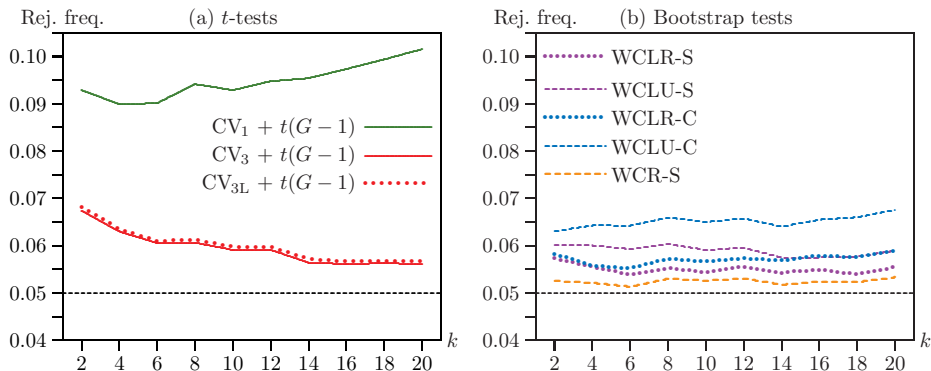 Rej. freq.
(a) t-tests
0.10
0.09
0.08
0.07
0.06
0.05
0.04
2 4 6 8 10 12 14 16 18 20
k
CV₁ + t(G − 1)
CV₃ + t(G − 1)
CV₃L + t(G − 1)
Rej. freq.
(b) Bootstrap tests
0.10
0.09
0.08
0.07
0.06
0.05
0.04
2 4 6 8 10 12 14 16 18 20
k
WCLR-S
WCLU-S
WCLR-C
WCLU-C
WCR-S